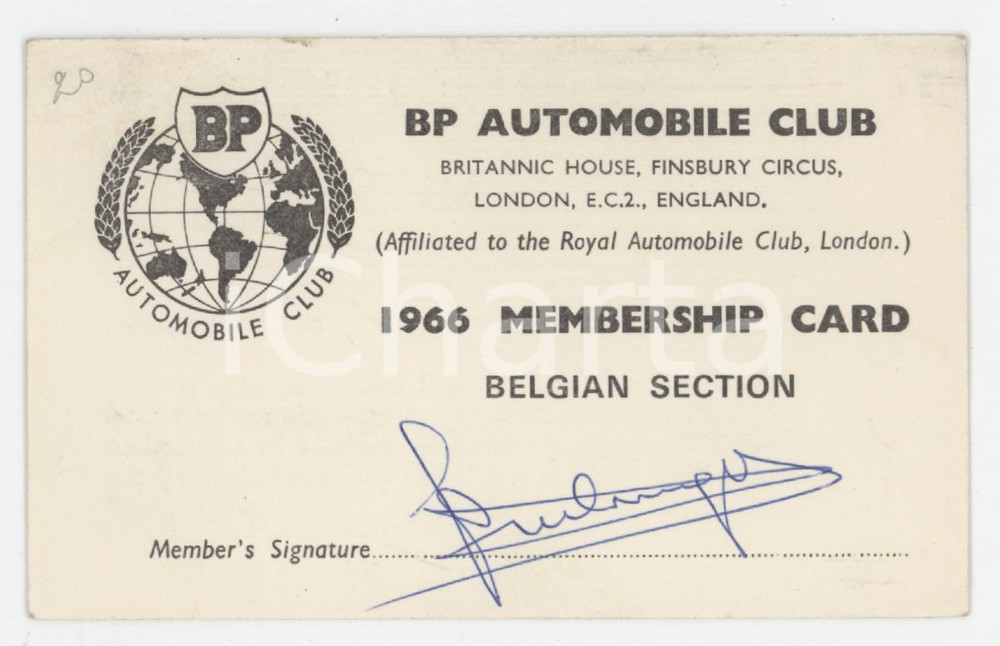 20
BP
AUTOMOBILE CLUB
BP AUTOMOBILE CLUB
BRITANNIC HOUSE, FINSBURY CIRCUS,
LONDON, E.C.2., ENGLAND.
(Affiliated to the Royal Automobile Club, London.)
1966 MEMBERSHIP CARD
iCharta
BELGIAN SECTION
Member's Signature